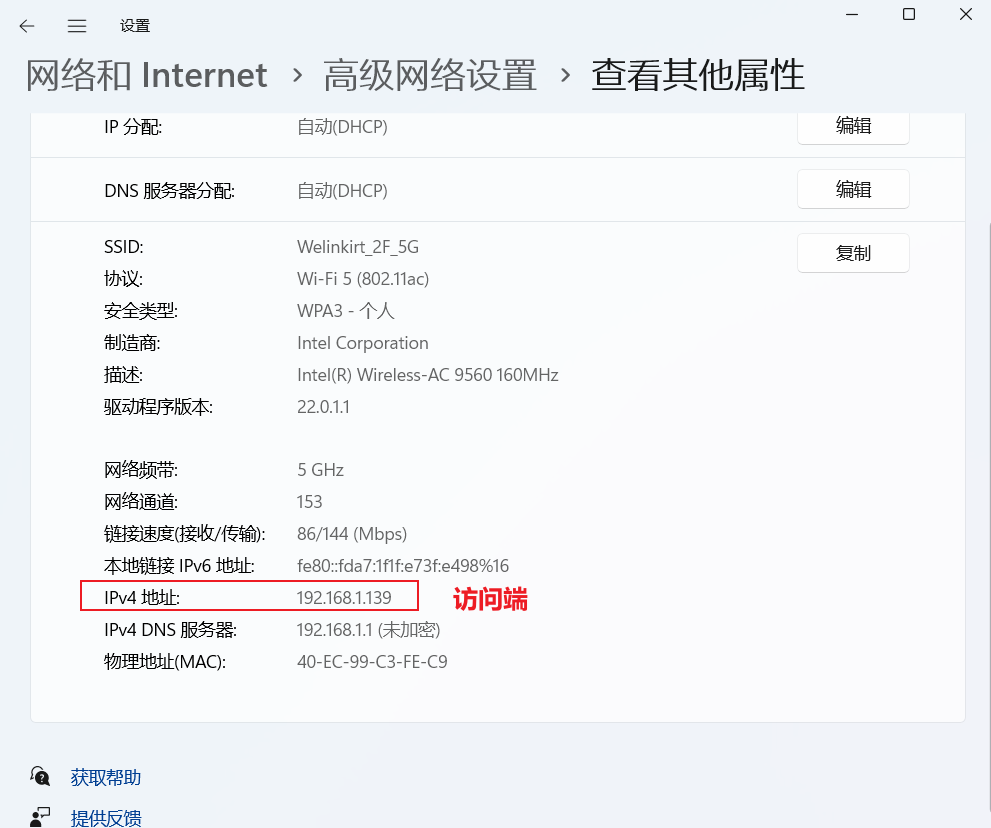 设置
网络和 Internet › 高级网络设置 › 查看其他属性
IP 分配: 自动(DHCP) 编辑
DNS 服务器分配: 自动(DHCP) 编辑
SSID: Welinkirt_2F_5G 复制
协议: Wi-Fi 5 (802.11ac)
安全类型: WPA3 - 个人
制造商: Intel Corporation
描述: Intel(R) Wireless-AC 9560 160MHz
驱动程序版本: 22.0.1.1
网络频带: 5 GHz
网络通道: 153
链接速度(接收/传输): 86/144 (Mbps)
本地链接 IPv6 地址: fe80::fda7:1f1f:e73f:e498%16
IPv4 地址: 192.168.1.139 访问端
IPv4 DNS 服务器: 192.168.1.1 (未加密)
物理地址(MAC): 40-EC-99-C3-FE-C9
获取帮助
提供反馈